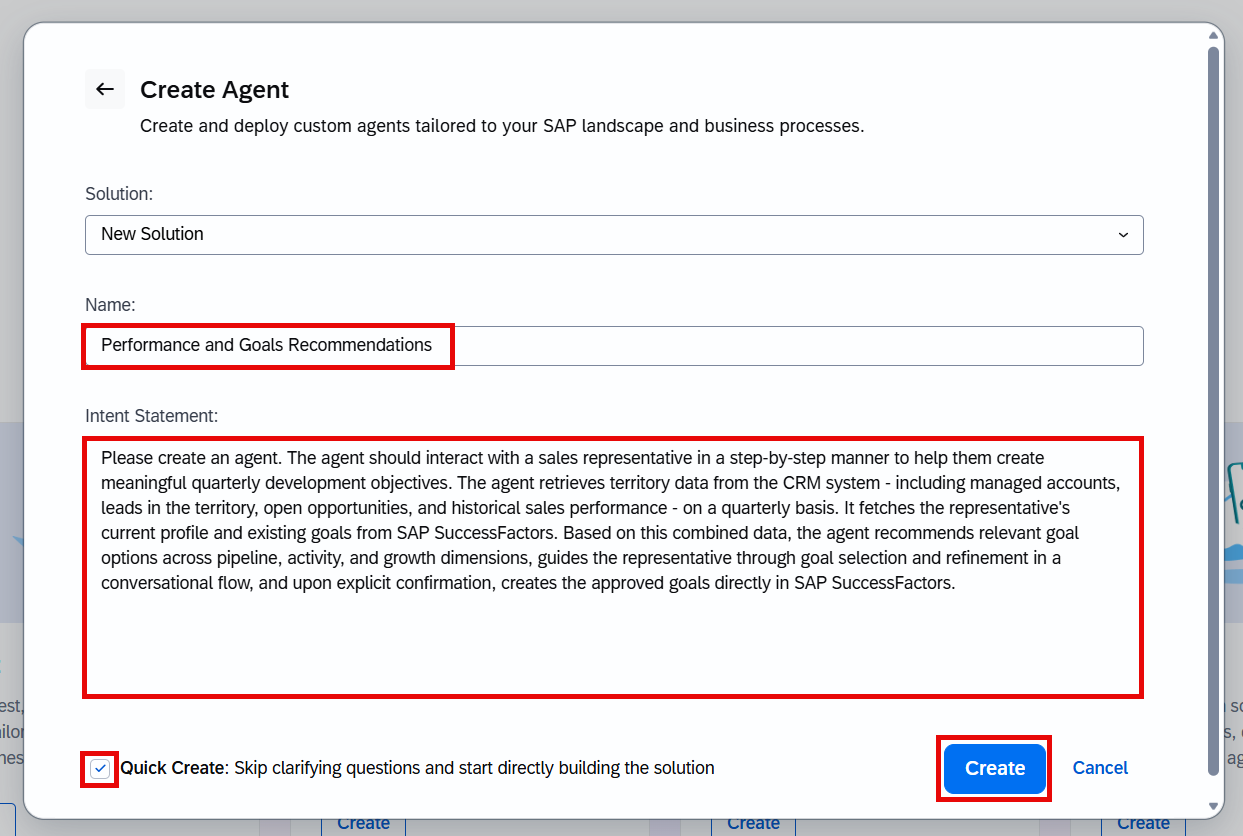 Create Agent
Create and deploy custom agents tailored to your SAP landscape and business processes.
Solution:
New Solution
Name:
Performance and Goals Recommendations
Intent Statement:
Please create an agent. The agent should interact with a sales representative in a step-by-step manner to help them create
meaningful quarterly development objectives. The agent retrieves territory data from the CRM system - including managed accounts,
leads in the territory, open opportunities, and historical sales performance - on a quarterly basis. It fetches the representative's
current profile and existing goals from SAP SuccessFactors. Based on this combined data, the agent recommends relevant goal
options across pipeline, activity, and growth dimensions, guides the representative through goal selection and refinement in a
conversational flow, and upon explicit confirmation, creates the approved goals directly in SAP SuccessFactors.
Quick Create: Skip clarifying questions and start directly building the solution
Create
Cancel
Create
Create
Create